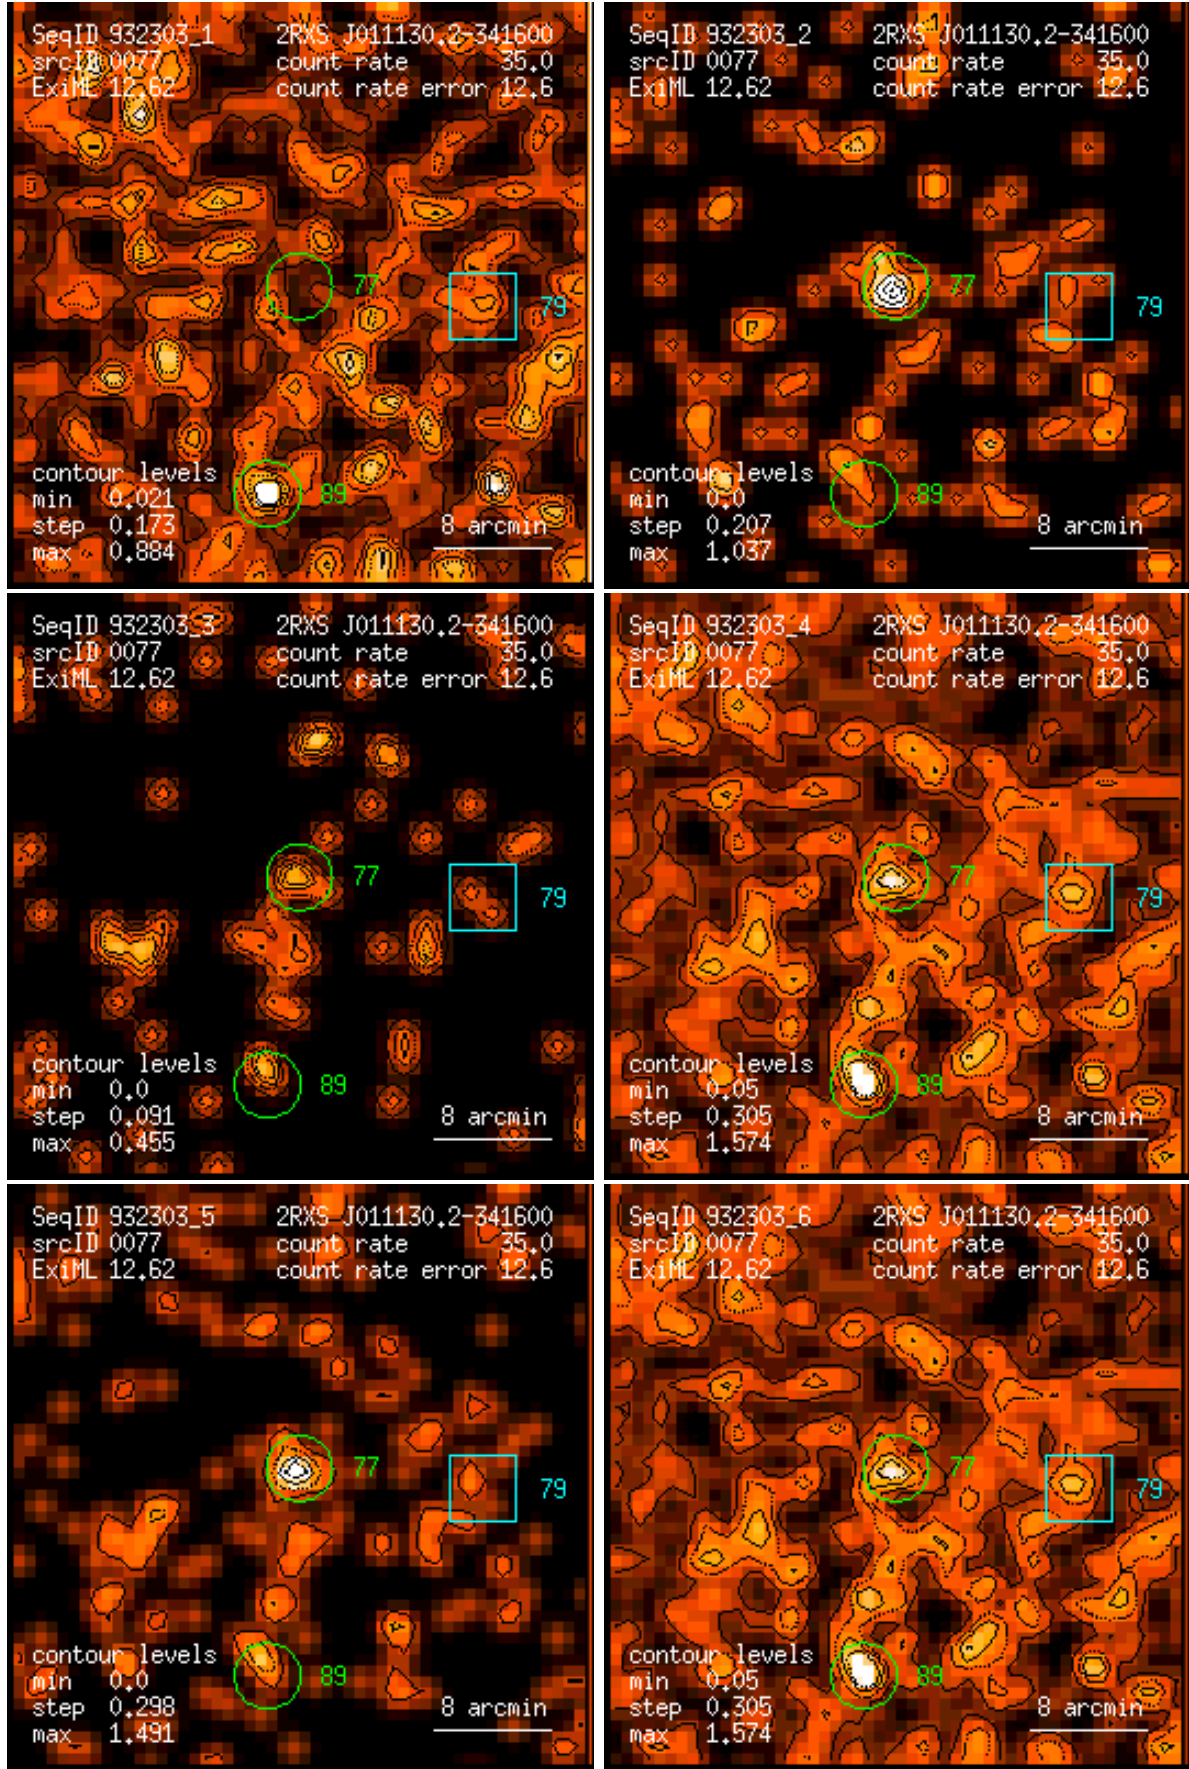 SeqID 932303_1 2RXS J011130.2-341600
srcID 0077 count rate 35.0
ExiML 12.62 count rate error 12.6
77
79
contour levels
min 0.021 89
step 0.173 8 arcmin
max 0.884
SeqID 932303_2 2RXS J011130.2-341600
srcID 0077 count rate 35.0
ExiML 12.62 count rate error 12.6
77
79
contour levels
min 0.0 89
step 0.207 8 arcmin
max 1.037
SeqID 932303_3 2RXS J011130.2-341600
srcID 0077 count rate 35.0
ExiML 12.62 count rate error 12.6
77
79
contour levels
min 0.0 89
step 0.091 8 arcmin
max 0.455
SeqID 932303_4 2RXS J011130.2-341600
srcID 0077 count rate 35.0
ExiML 12.62 count rate error 12.6
77
79
contour levels
min 0.05 89
step 0.305 8 arcmin
max 1.574
SeqID 932303_5 2RXS J011130.2-341600
srcID 0077 count rate 35.0
ExiML 12.62 count rate error 12.6
77
79
contour levels
min 0.0 89
step 0.298 8 arcmin
max 1.491
SeqID 932303_6 2RXS J011130.2-341600
srcID 0077 count rate 35.0
ExiML 12.62 count rate error 12.6
77
79
contour levels
min 0.05 89
step 0.305 8 arcmin
max 1.574